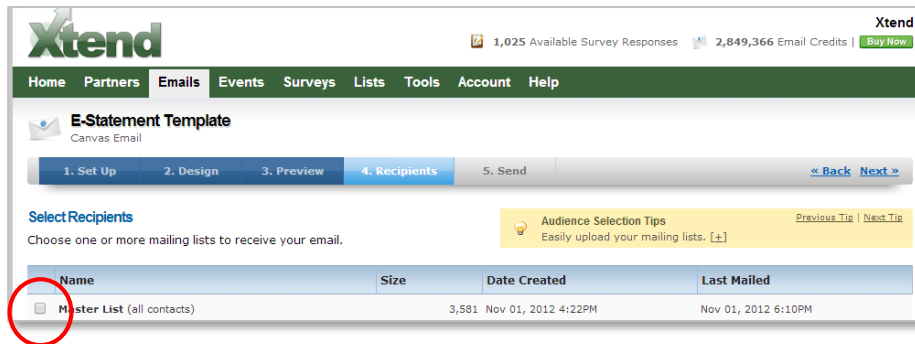 Xtend
Xtend
1,025 Available Survey Responses 2,849,366 Email Credits | Buy Now
Home Partners Emails Events Surveys Lists Tools Account Help
E-Statement Template
Canvas Email
1. Set Up 2. Design 3. Preview 4. Recipients 5. Send « Back Next »
Select Recipients
Choose one or more mailing lists to receive your email.
Audience Selection Tips Previous Tip | Next Tip
Easily upload your mailing lists. [+]
Name Size Date Created Last Mailed
Master List (all contacts) 3,581 Nov 01, 2012 4:22PM Nov 01, 2012 6:10PM